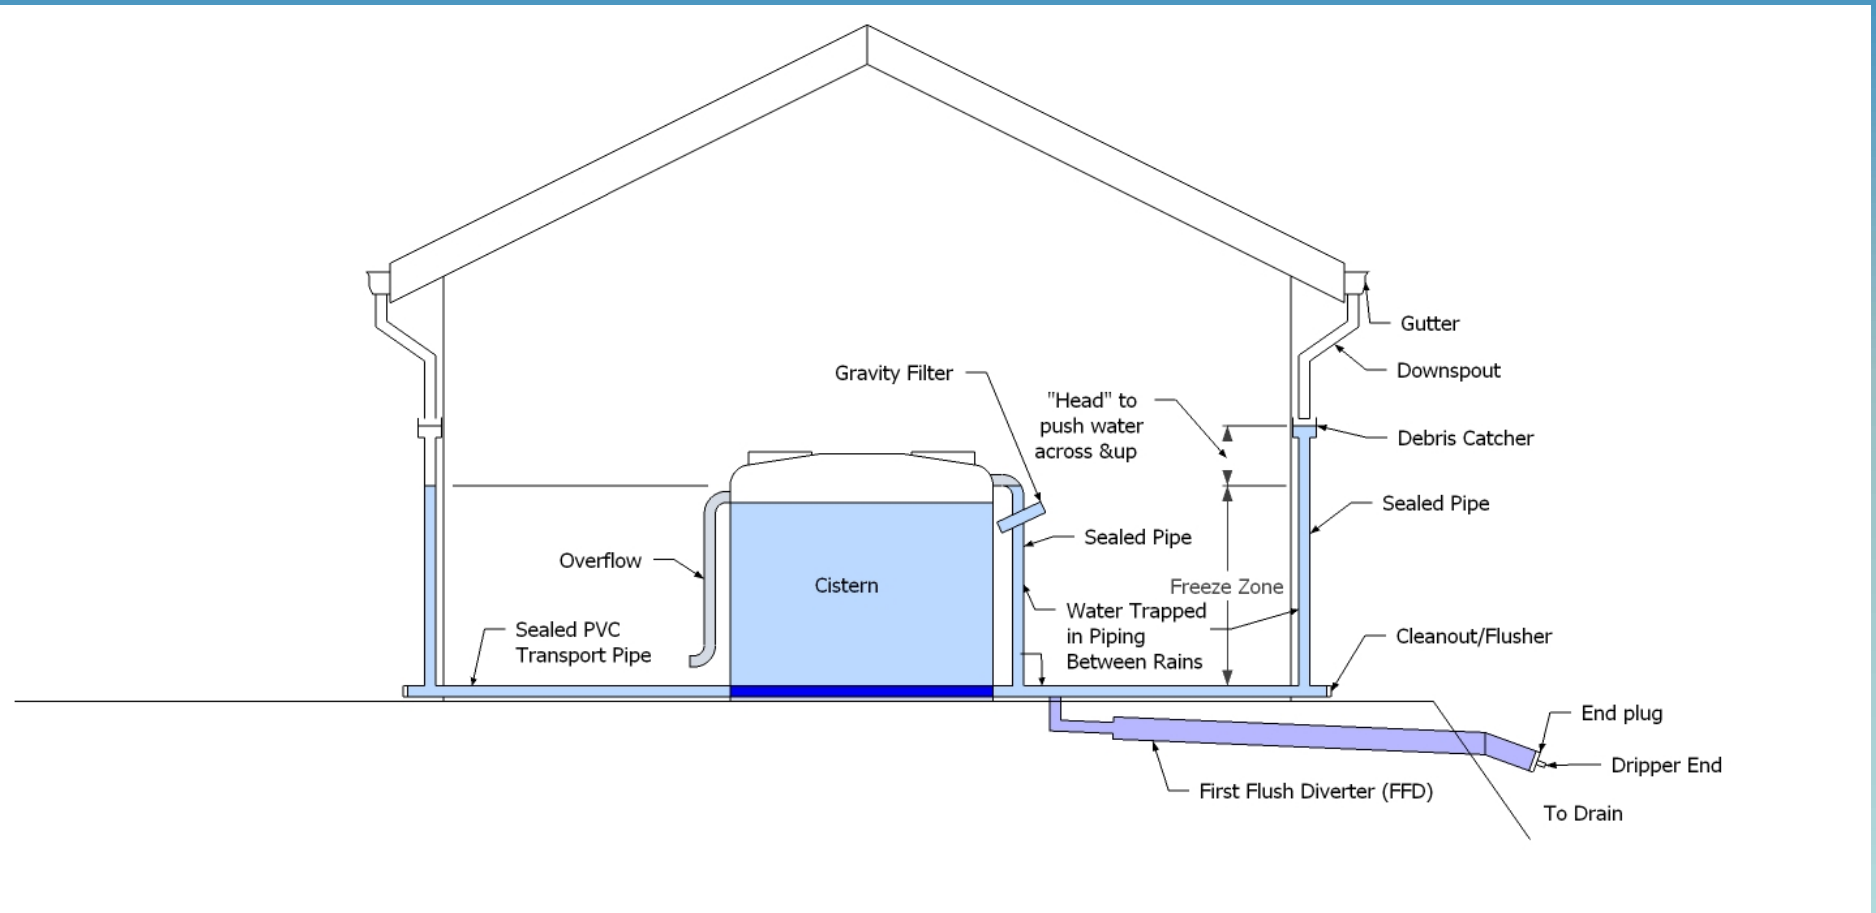 Gutter
Downspout
Gravity Filter
"Head" to
push water
across &up
Debris Catcher
Sealed Pipe
Sealed Pipe
Overflow
Cistern
Freeze Zone
Water Trapped
in Piping
Between Rains
Sealed PVC
Transport Pipe
Cleanout/Flusher
End plug
Dripper End
First Flush Diverter (FFD)
To Drain